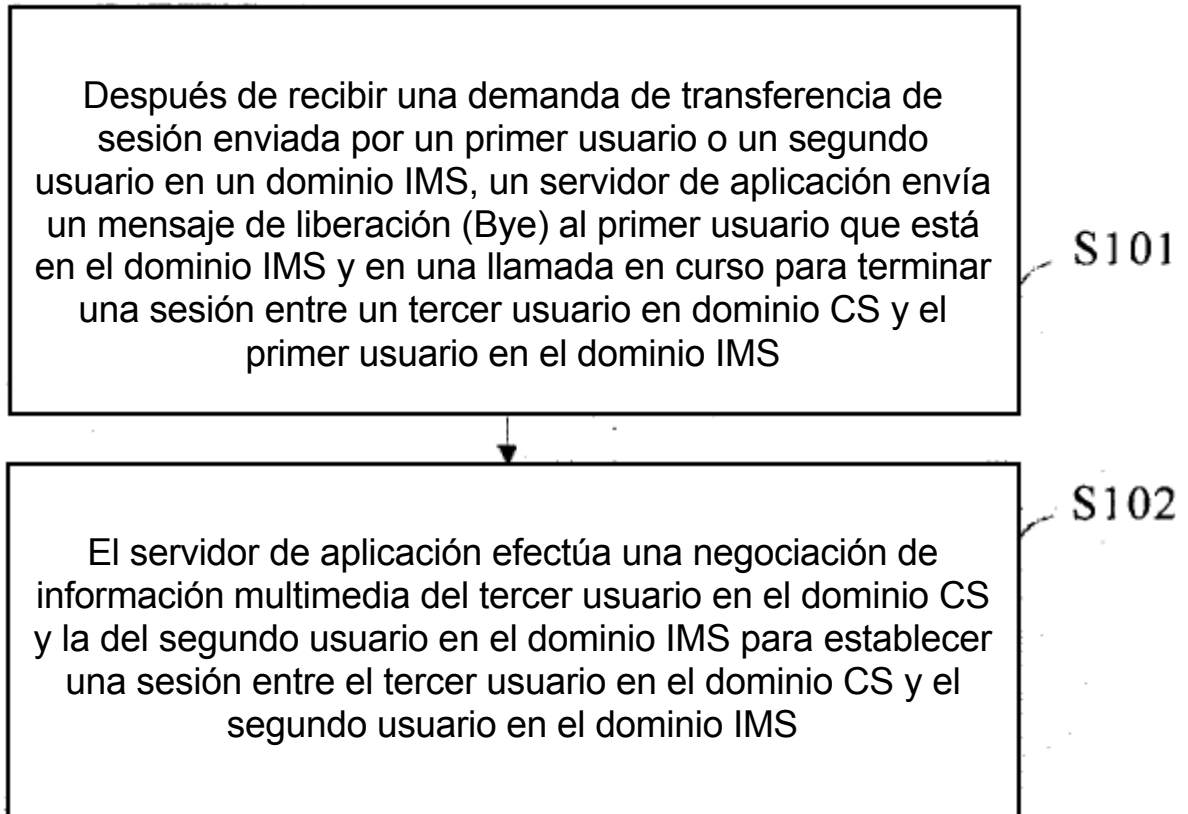 Después de recibir una demanda de transferencia de
sesión enviada por un primer usuario o un segundo
usuario en un dominio IMS, un servidor de aplicación envía
un mensaje de liberación (Bye) al primer usuario que está
en el dominio IMS y en una llamada en curso para terminar
una sesión entre un tercer usuario en dominio CS y el
primer usuario en el dominio IMS
S101
S102
El servidor de aplicación efectúa una negociación de
información multimedia del tercer usuario en el dominio CS
y la del segundo usuario en el dominio IMS para establecer
una sesión entre el tercer usuario en el dominio CS y el
segundo usuario en el dominio IMS